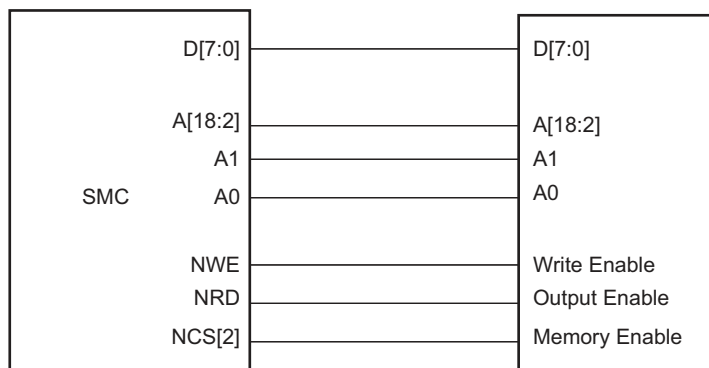 D[7:0] D[7:0]
A[18:2] A[18:2]
A1 A1
SMC A0 A0
NWE Write Enable
NRD Output Enable
NCS[2] Memory Enable